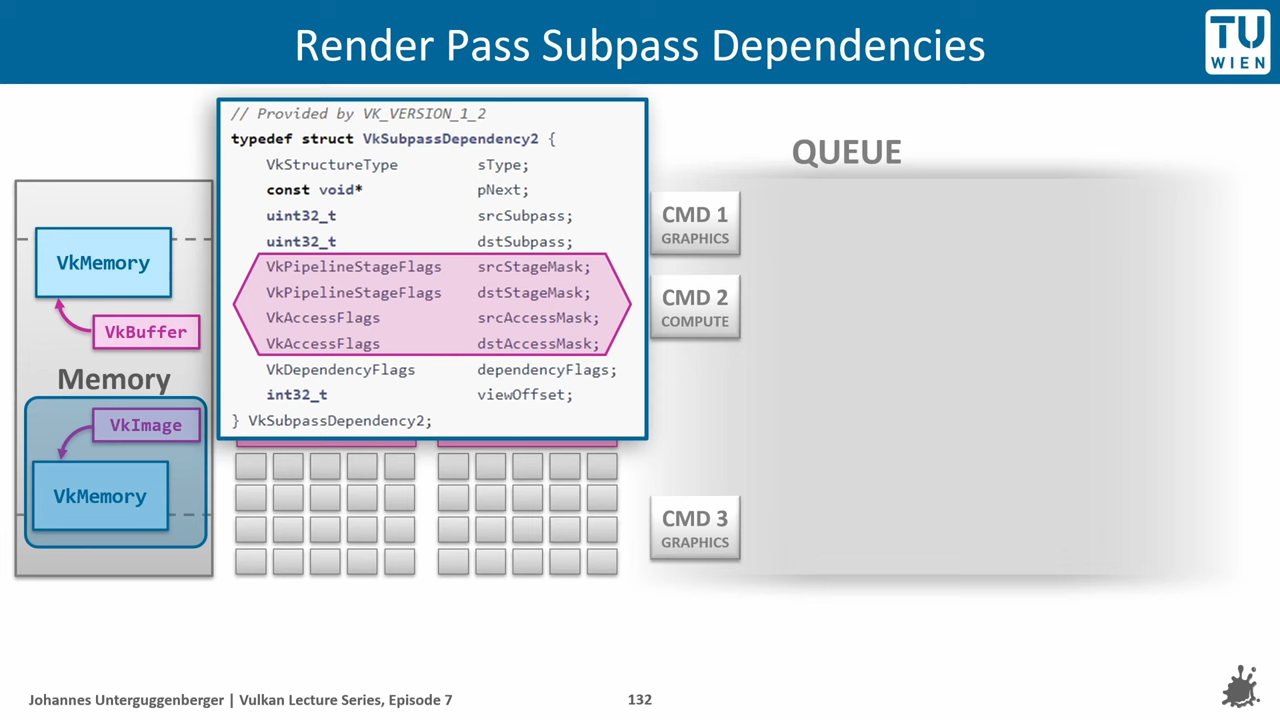 Render Pass Subpass Dependencies
TU
WIEN
// Provided by VK_VERSION_1_2
typedef struct VkSubpassDependency2 {
VkStructureType sType;
const void* pNext;
uint32_t srcSubpass;
uint32_t dstSubpass;
VkPipelineStageFlags srcStageMask;
VkPipelineStageFlags dstStageMask;
VkAccessFlags srcAccessMask;
VkAccessFlags dstAccessMask;
VkDependencyFlags dependencyFlags;
int32_t viewOffset;
} VkSubpassDependency2;
VkMemory
VkBuffer
Memory
VkImage
VkMemory
QUEUE
CMD 1
GRAPHICS
CMD 2
COMPUTE
CMD 3
GRAPHICS
Johannes Unterguggenberger | Vulkan Lecture Series, Episode 7
132